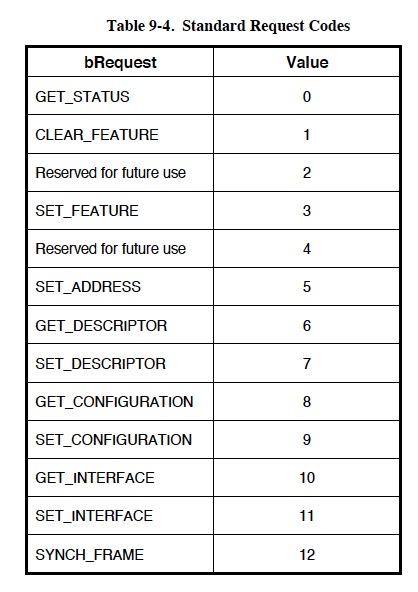 Table 9-4. Standard Request Codes
bRequest Value
GET_STATUS 0
CLEAR_FEATURE 1
Reserved for future use 2
SET_FEATURE 3
Reserved for future use 4
SET_ADDRESS 5
GET_DESCRIPTOR 6
SET_DESCRIPTOR 7
GET_CONFIGURATION 8
SET_CONFIGURATION 9
GET_INTERFACE 10
SET_INTERFACE 11
SYNCH_FRAME 12